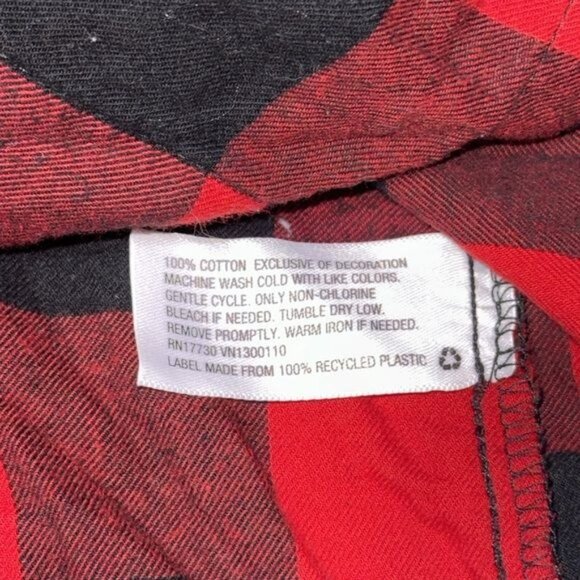 100% COTTON EXCLUSIVE OF DECORATION
MACHINE WASH COLD WITH LIKE COLORS.
GENTLE CYCLE. ONLY NON-CHLORINE
BLEACH IF NEEDED. TUMBLE DRY LOW.
REMOVE PROMPTLY. WARM IRON IF NEEDED.
RN17730 VN1300110
LABEL MADE FROM 100% RECYCLED PLASTIC